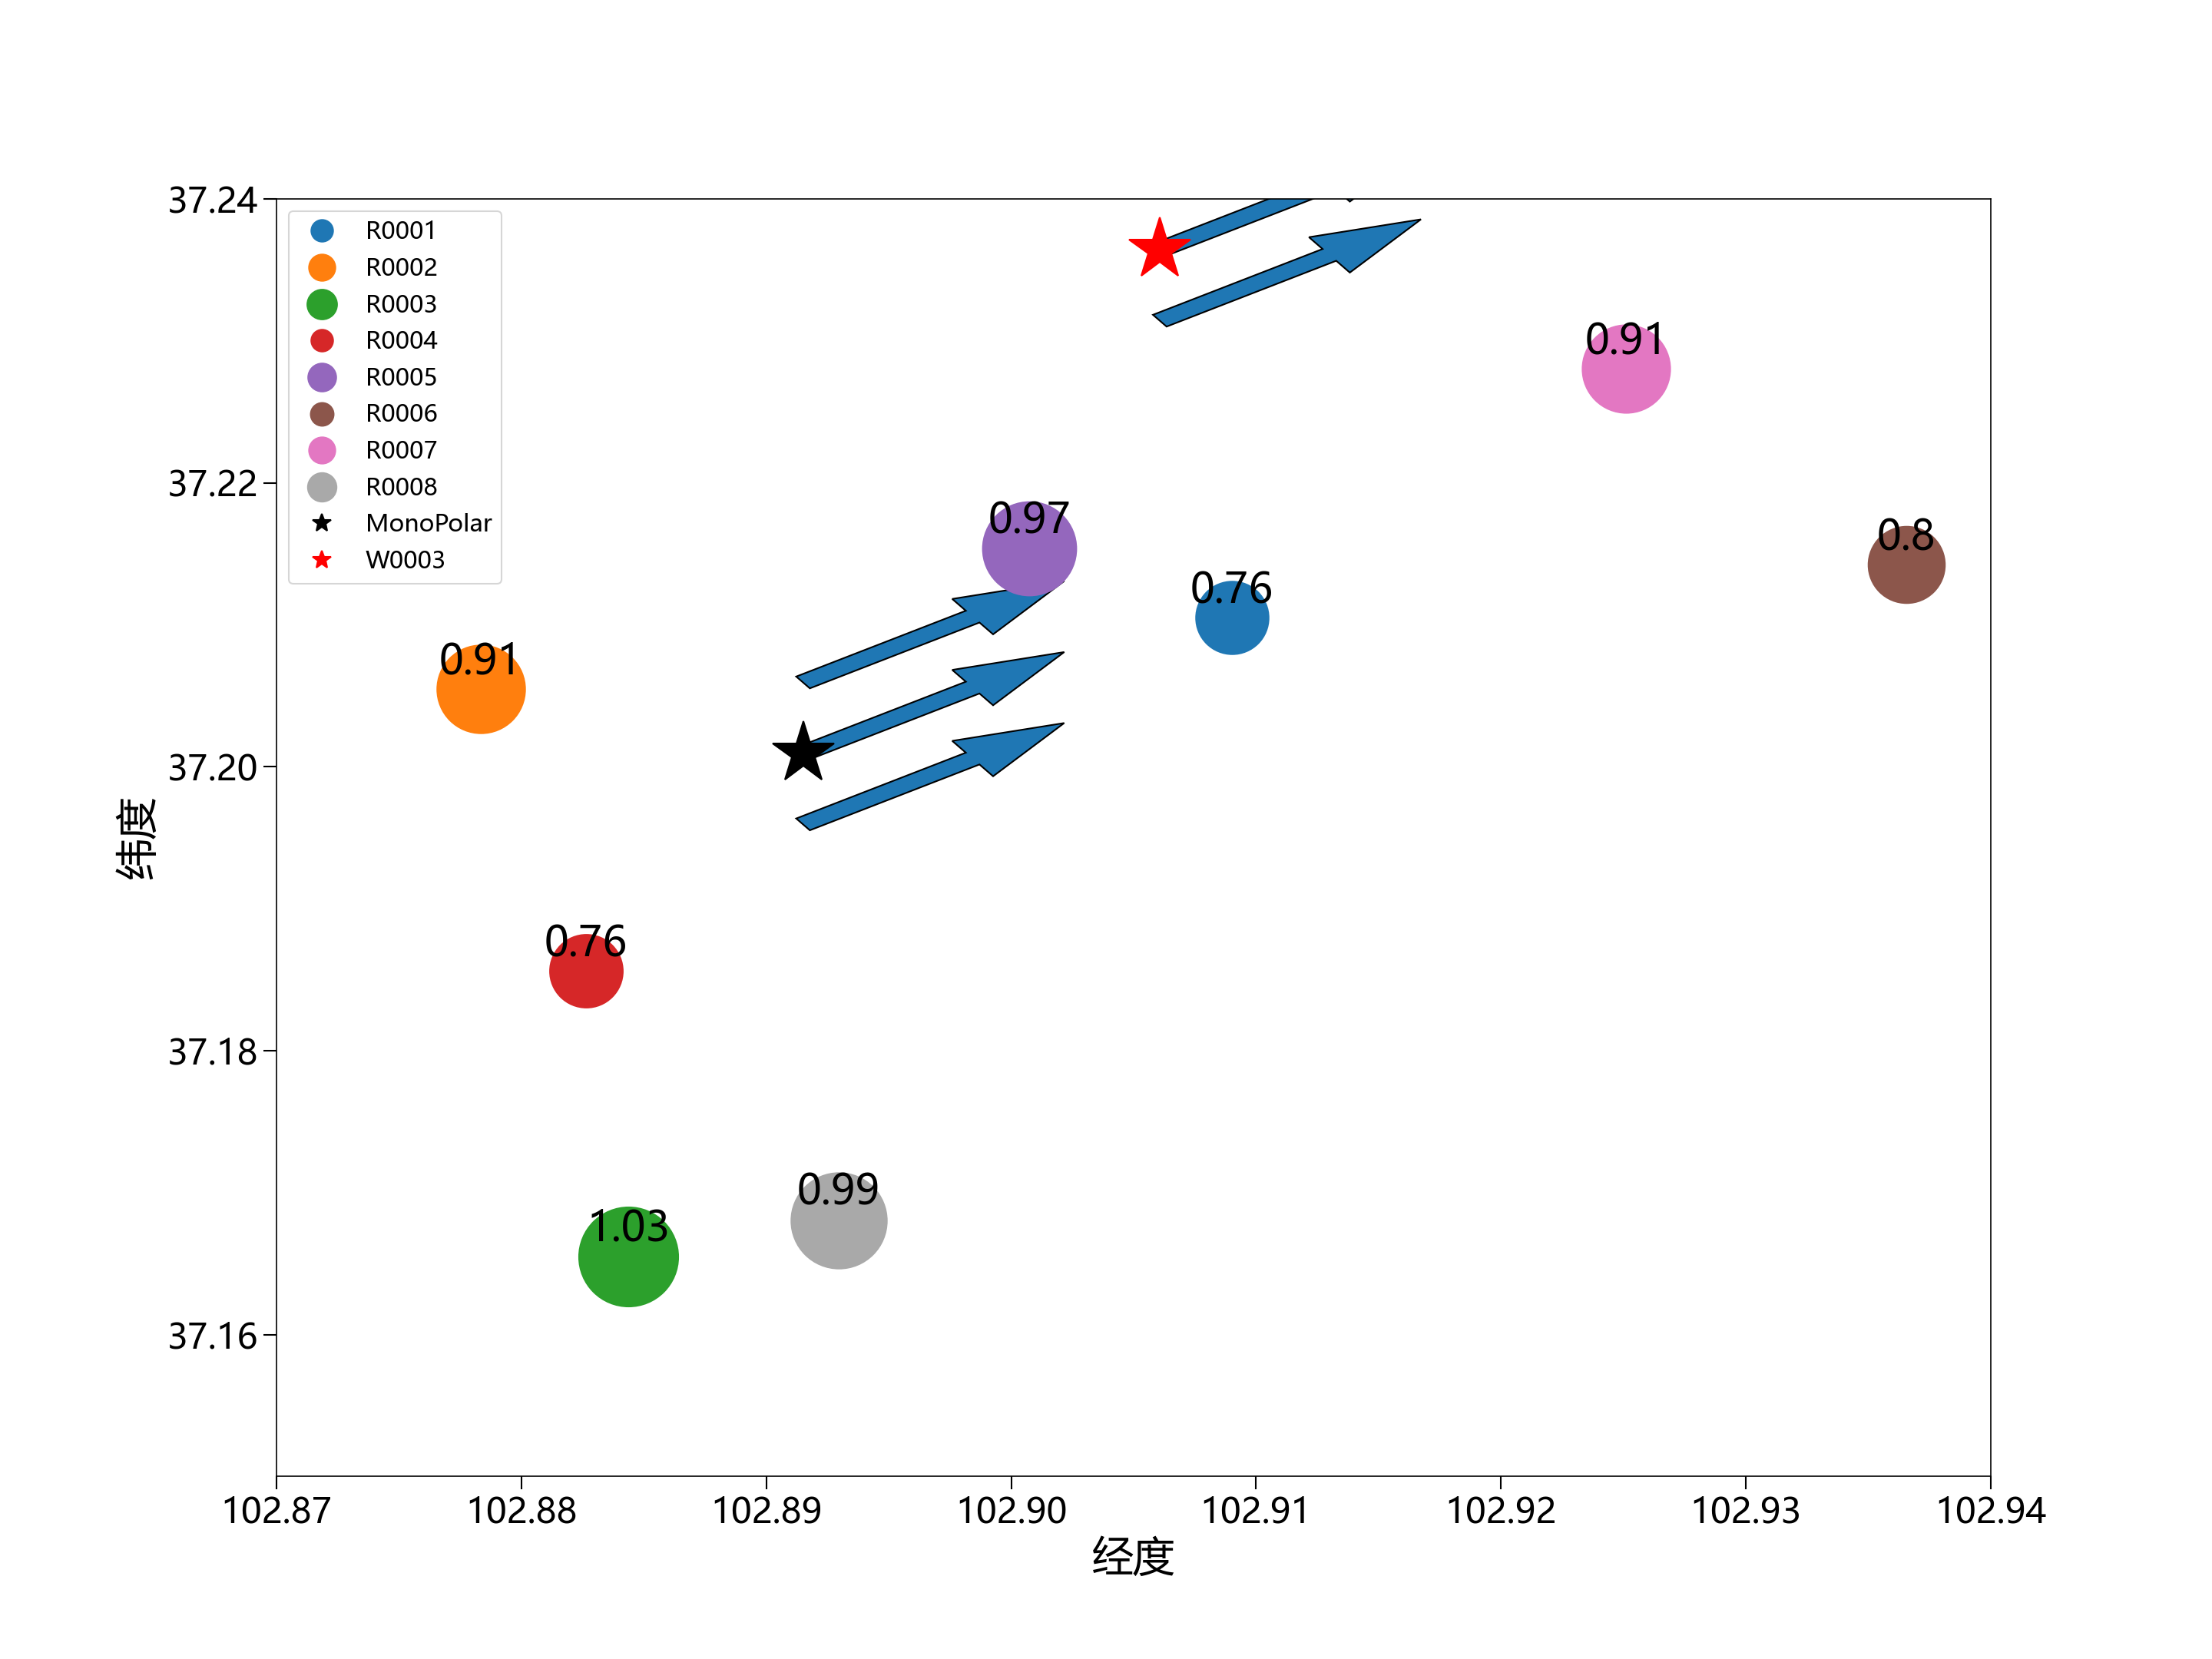 37.24
37.22
37.20
37.18
37.16
纬度
R0001
R0002
R0003
R0004
R0005
R0006
R0007
R0008
MonoPolar
W0003
0.91
0.97
0.8
0.76
0.91
0.76
0.99
1.03
102.87 102.88 102.89 102.90 102.91 102.92 102.93 102.94
经度